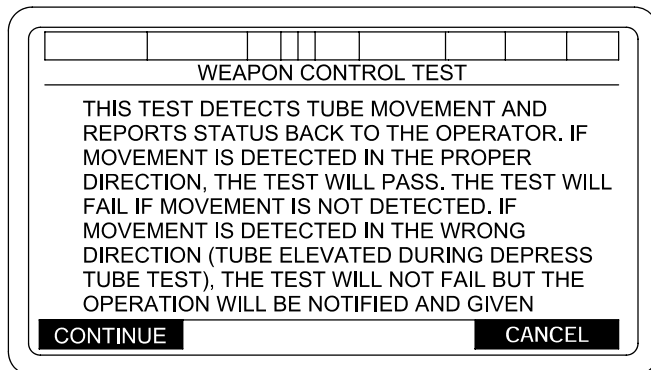 WEAPON CONTROL TEST
THIS TEST DETECTS TUBE MOVEMENT AND
REPORTS STATUS BACK TO THE OPERATOR. IF
MOVEMENT IS DETECTED IN THE PROPER
DIRECTION, THE TEST WILL PASS. THE TEST WILL
FAIL IF MOVEMENT IS NOT DETECTED. IF
MOVEMENT IS DETECTED IN THE WRONG
DIRECTION (TUBE ELEVATED DURING DEPRESS
TUBE TEST), THE TEST WILL NOT FAIL BUT THE
OPERATION WILL BE NOTIFIED AND GIVEN
CONTINUE CANCEL